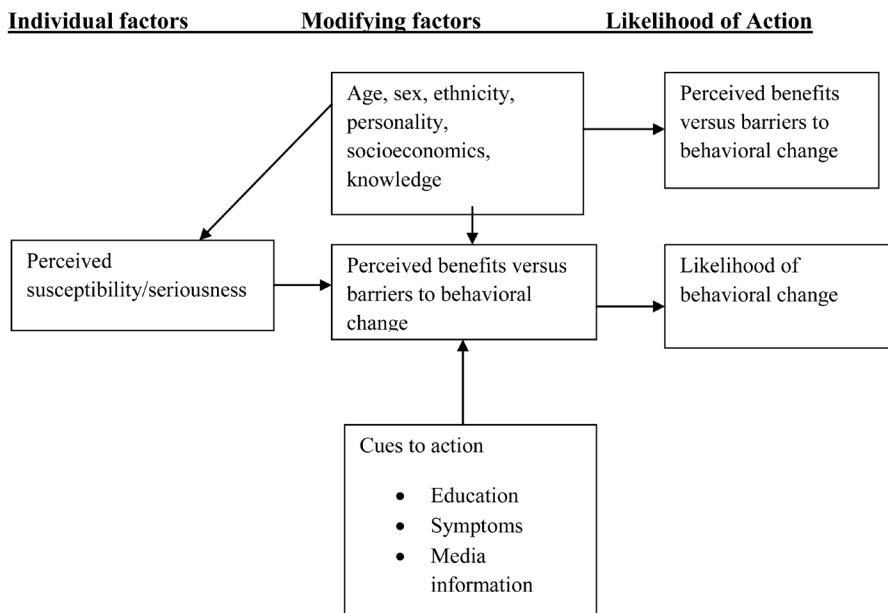 Individual factors Modifying factors Likelihood of Action
Age, sex, ethnicity,
personality,
socioeconomics,
knowledge
Perceived benefits
versus barriers to
behavioral change
Perceived
susceptibility/seriousness
Perceived benefits versus
barriers to behavioral
change
Likelihood of
behavioral change
Cues to action
• Education
• Symptoms
• Media
information